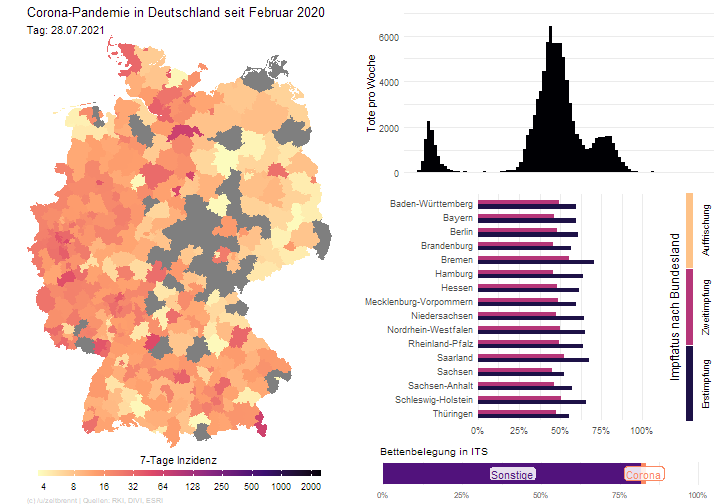 Corona-Pandemie in Deutschland seit Februar 2020
Tag: 28.07.2021
7-Tage Inzidenz
4 8 16 32 64 120 250 500 1000 2000
(c) /u/zeitbrennt | Quellen: RKI, DIVI, ESRI
Tote pro Woche
6000
4000
2000
0
Baden-Württemberg
Bayern
Berlin
Brandenburg
Bremen
Hamburg
Hessen
Mecklenburg-Vorpommern
Niedersachsen
Nordrhein-Westfalen
Rheinland-Pfalz
Saarland
Sachsen
Sachsen-Anhalt
Schleswig-Holstein
Thüringen
0% 25% 50% 75% 100%
Impfstatus nach Bundesland
Auffrischung
Zweitimpfung
Erstimpfung
Bettenbelegung in ITS
Sonstige
Corona
0% 25% 50% 75% 100%